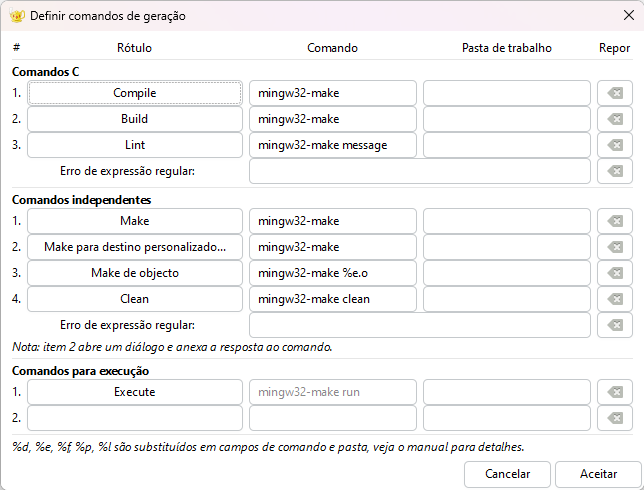 Definir comandos de geração
# Rótulo Comando Pasta de trabalho Repor
Comandos C
1. Compile mingw32-make
2. Build mingw32-make
3. Lint mingw32-make message
Erro de expressão regular:
Comandos independentes
1. Make mingw32-make
2. Make para destino personalizado... mingw32-make
3. Make de objecto mingw32-make %e.o
4. Clean mingw32-make clean
Erro de expressão regular:
Nota: item 2 abre um diálogo e anexa a resposta ao comando.
Comandos para execução
1. Execute mingw32-make run
2.
%d, %e, %f, %p, %l são substituídos em campos de comando e pasta, veja o manual para detalhes.
Cancelar Aceitar